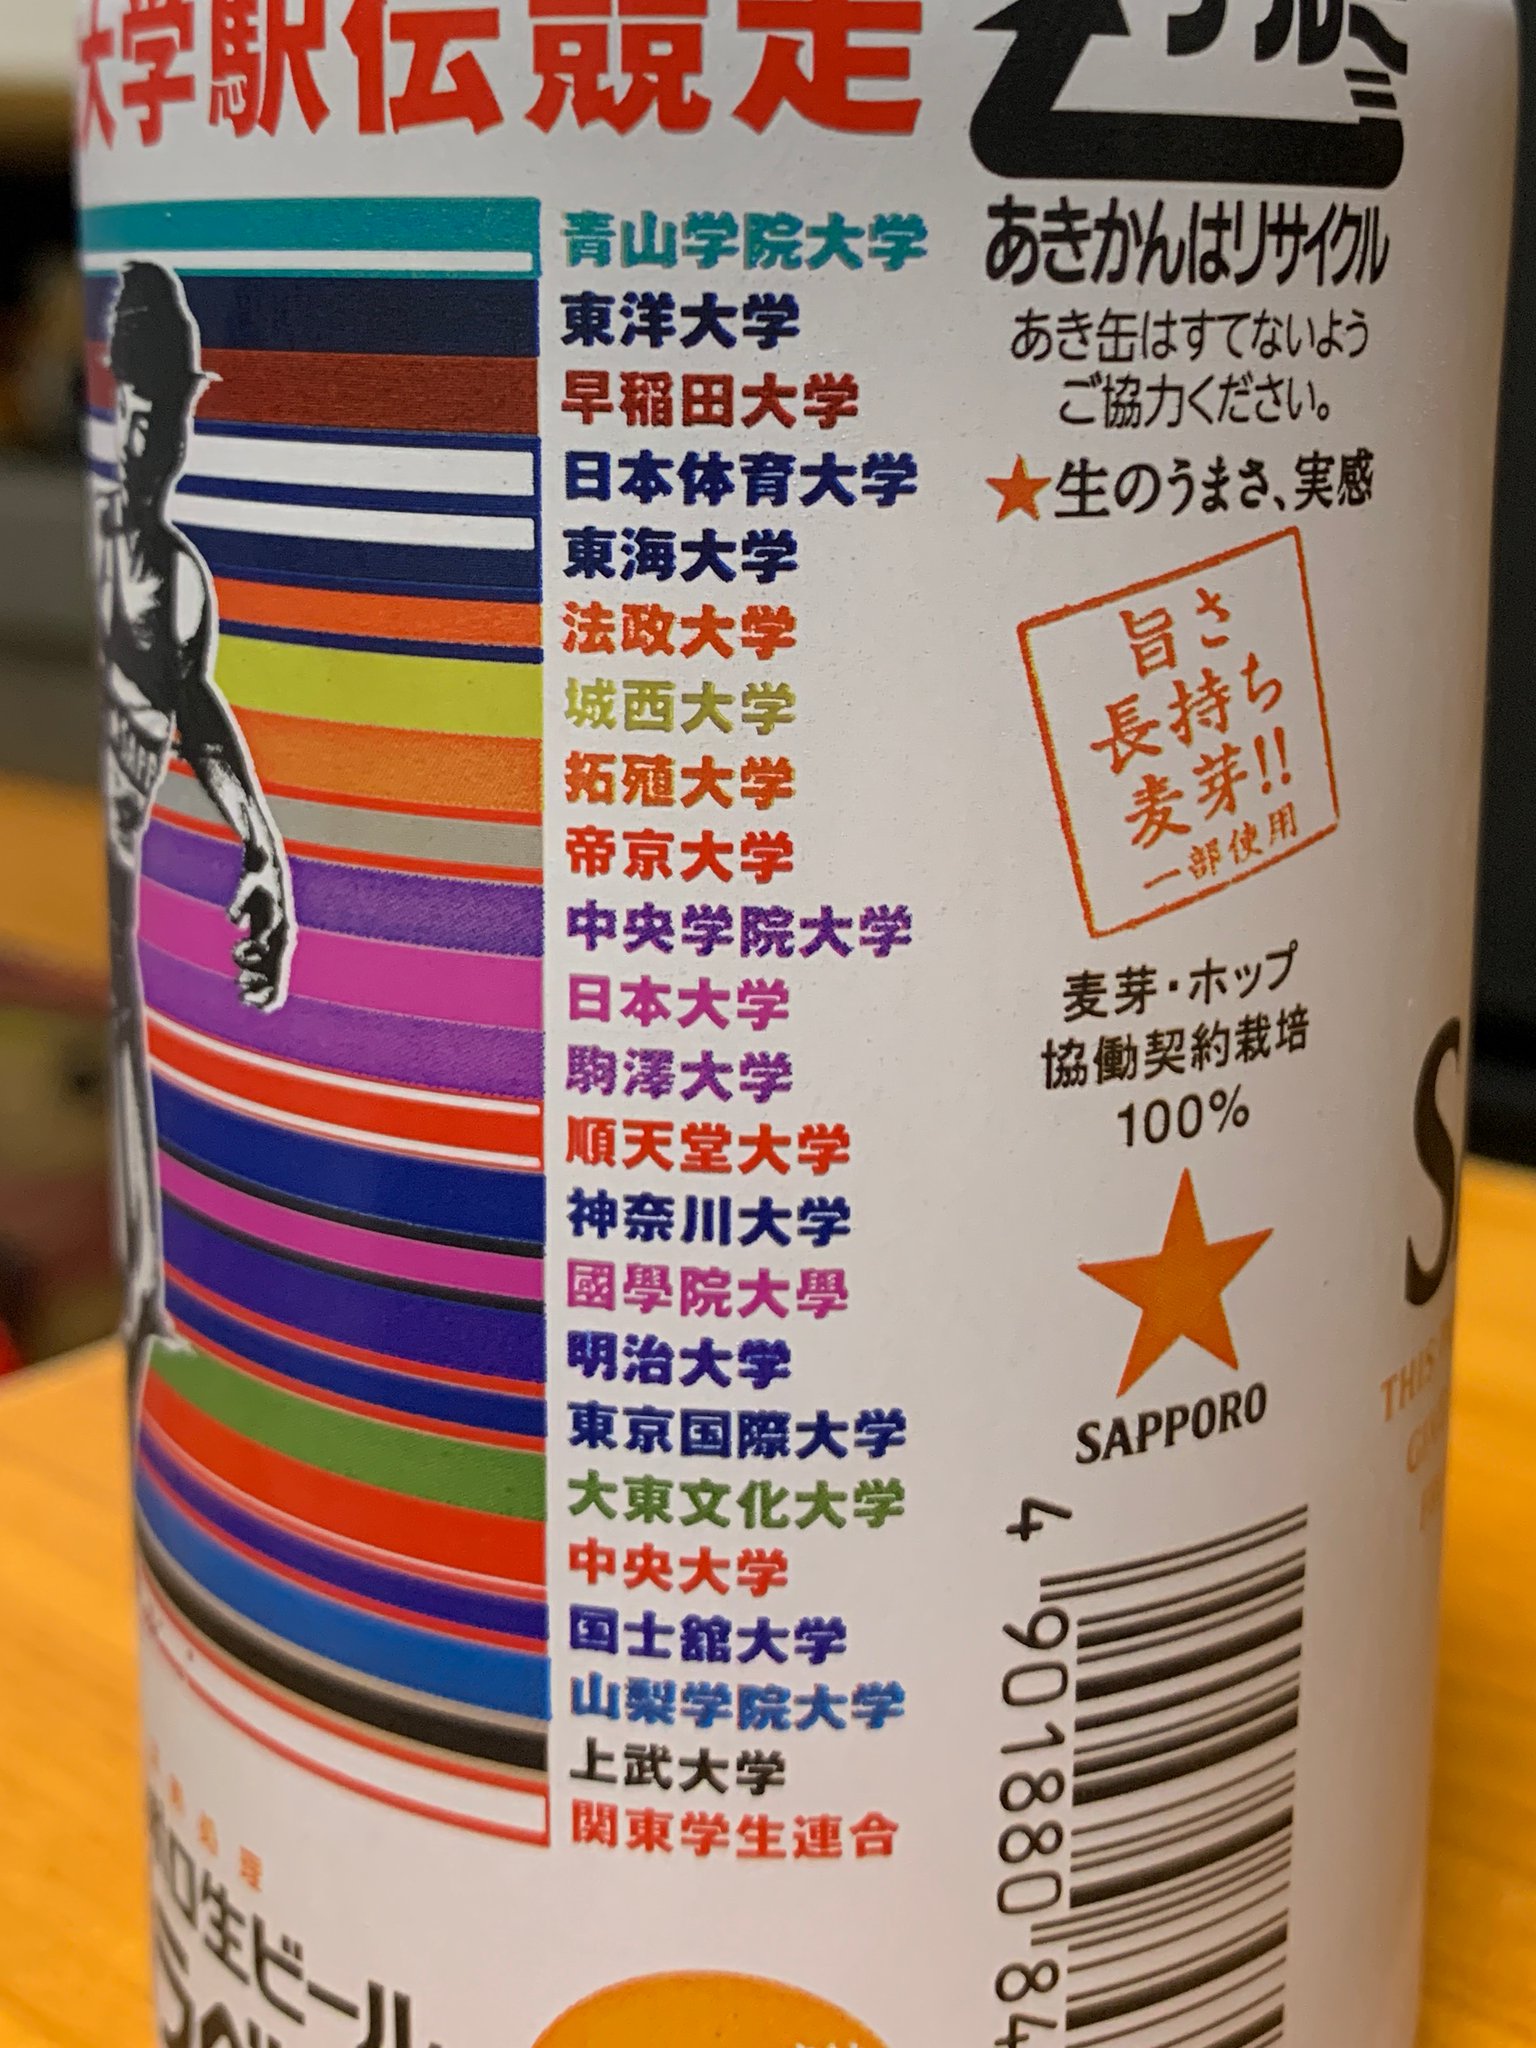 大学駅伝競走
青山学院大学
東洋大学
早稲田大学
日本体育大学
東海大学
法政大学
城西大学
拓殖大学
帝京大学
中央学院大学
日本大学
駒澤大学
順天堂大学
神奈川大学
國學院大學
明治大学
東京国際大学
大東文化大学
中央大学
国士舘大学
山梨学院大学
上武大学
関東学生連合
生ビール
アルミ
あきかんはリサイクル
あき缶はすてないよう
ご協力ください。
★生のうまさ、実感
旨さ
長持ち
麦芽!!
一部使用
麦芽・ホップ
協働契約栽培
100%
SAPPORO
4 901880 84
S
THIS